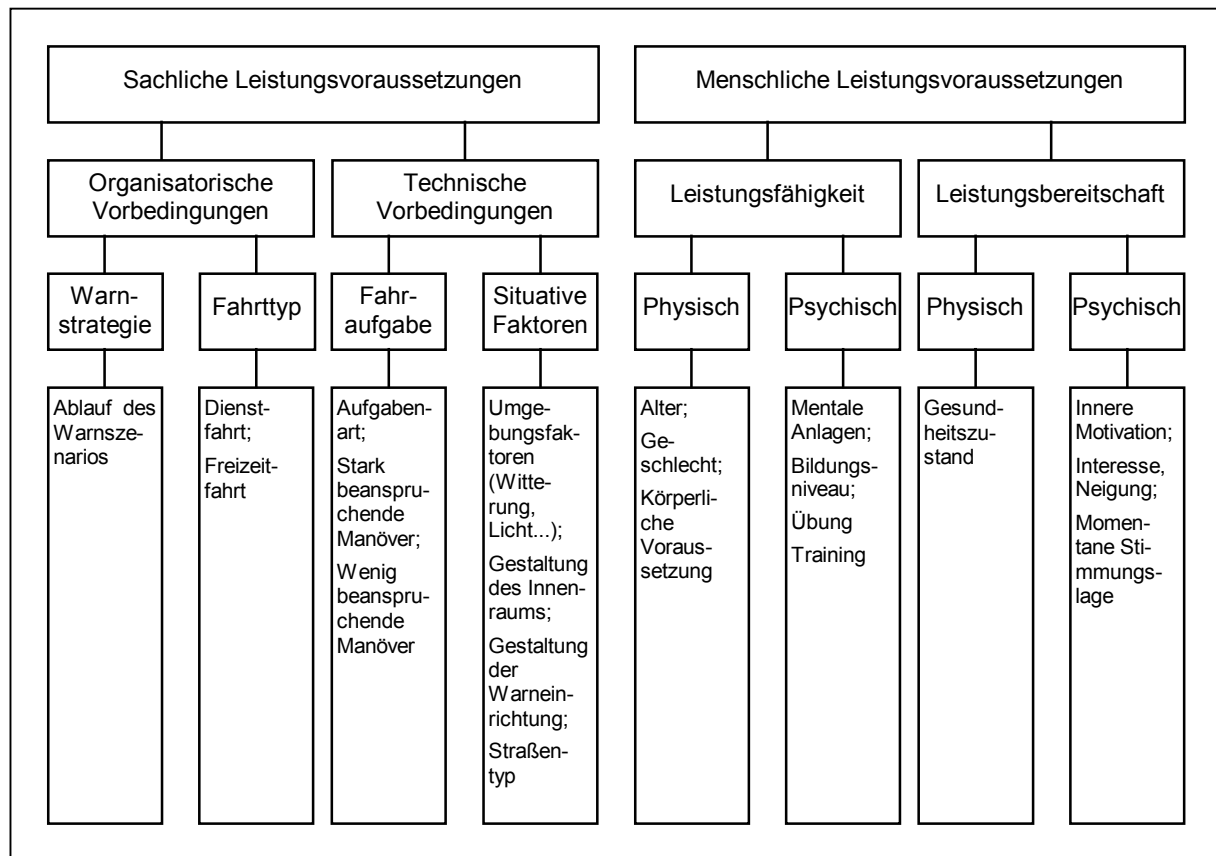 Sachliche Leistungsvoraussetzungen
Menschliche Leistungsvoraussetzungen
Organisatorische
Vorbedingungen
Technische
Vorbedingungen
Leistungsfähigkeit
Leistungsbereitschaft
Warn-
strategie
Fahrttyp
Fahr-
aufgabe
Situative
Faktoren
Physisch
Psychisch
Physisch
Psychisch
Ablauf des
Warnsze-
narios
Dienst-
fahrt;
Freizeit-
fahrt
Aufgaben-
art;
Stark
beanspru-
chende
Manöver;
Wenig
beanspru-
chende
Manöver
Umge-
bungsfak-
toren
(Witte-
rung,
Licht...);
Gestaltung
des Innen-
raums;
Gestaltung
der
Warnein-
richtung;
Straßen-
typ
Alter;
Ge-
schlecht;
Körperli-
che
Voraus-
setzung
Mentale
Anlagen;
Bildungs-
niveau;
Übung
Training
Gesund-
heitszu-
stand
Innere
Motivation;
Interesse,
Neigung;
Momen-
tane Sti-
mmungs-
lage